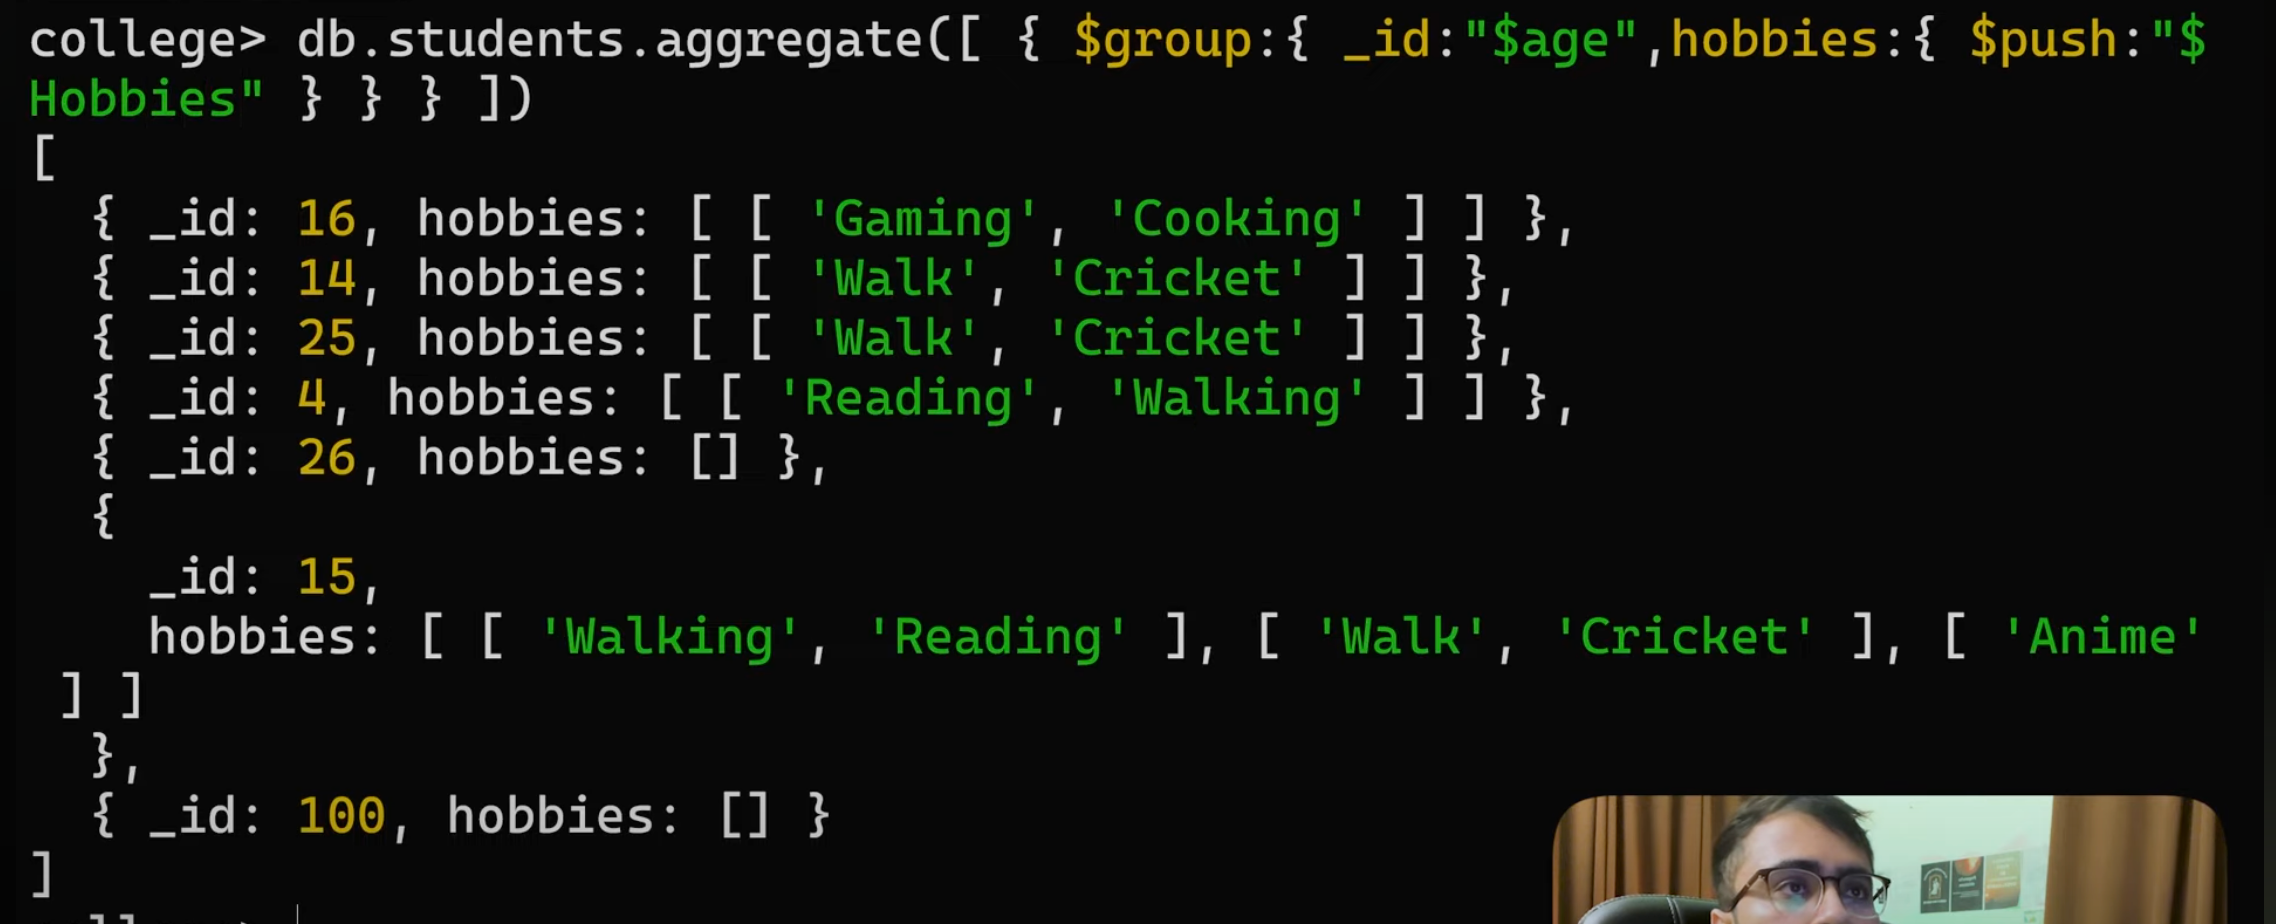 college> db.students.aggregate([ { $group:{ _id:"$age",hobbies:{ $push:"$
Hobbies" } } } ])
[
  { _id: 16, hobbies: [ [ 'Gaming', 'Cooking' ] ] },
  { _id: 14, hobbies: [ [ 'Walk', 'Cricket' ] ] },
  { _id: 25, hobbies: [ [ 'Walk', 'Cricket' ] ] },
  { _id: 4, hobbies: [ [ 'Reading', 'Walking' ] ] },
  { _id: 26, hobbies: [] },
  {
    _id: 15,
    hobbies: [ [ 'Walking', 'Reading' ], [ 'Walk', 'Cricket' ], [ 'Anime'
 ] ]
  },
  { _id: 100, hobbies: [] }
]